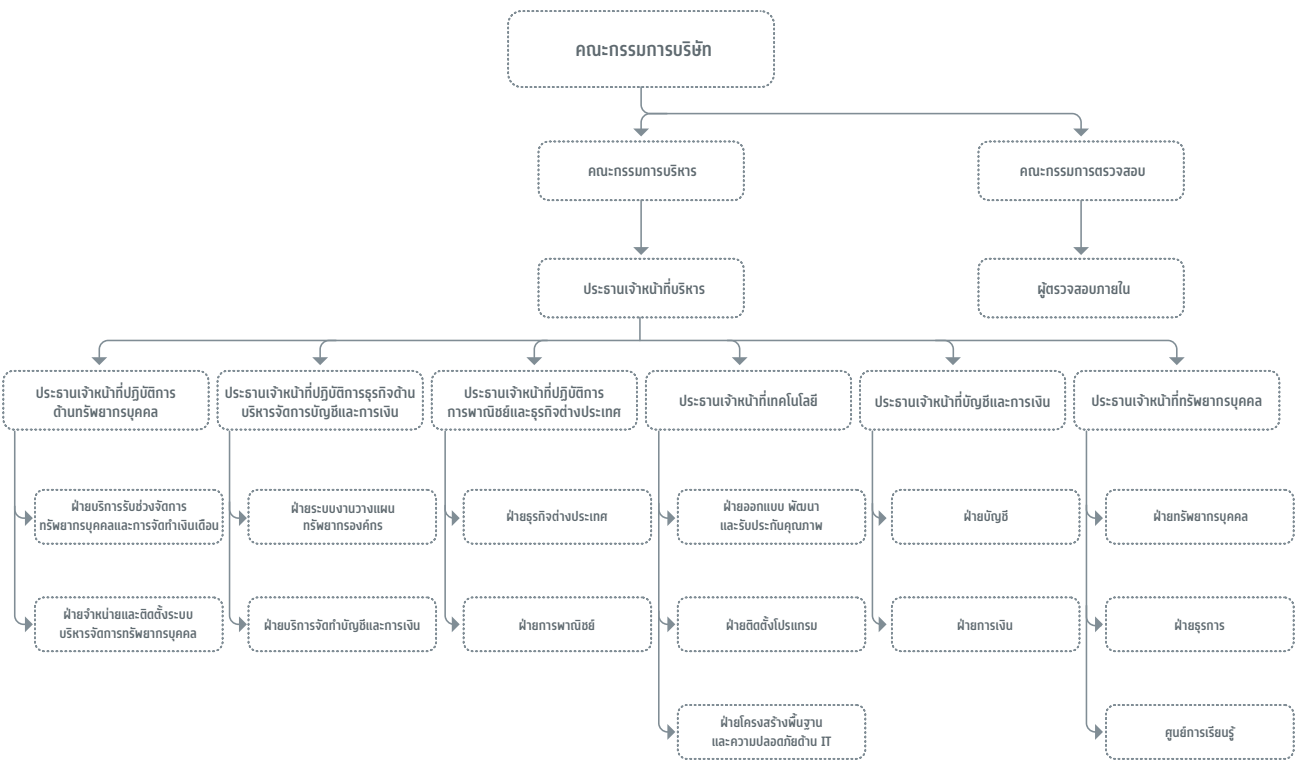 คณะกรรมการบริษัท
คณะกรรมการบริหาร
คณะกรรมการตรวจสอบ
ประธานเจ้าหน้าที่บริหาร
ผู้ตรวจสอบภายใน
ประธานเจ้าหน้าที่ปฏิบัติการ
ด้านทรัพยากรบุคคล
ประธานเจ้าหน้าที่ปฏิบัติการธุรกิจด้าน
บริหารจัดการบัญชีและการเงิน
ประธานเจ้าหน้าที่ปฏิบัติการ
การพาณิชย์และธุรกิจต่างประเทศ
ประธานเจ้าหน้าที่เทคโนโลยี
ประธานเจ้าหน้าที่บัญชีและการเงิน
ประธานเจ้าหน้าที่ทรัพยากรบุคคล
ฝ่ายบริการรับช่วงจัดการ
ทรัพยากรบุคคลและการจัดทำเงินเดือน
ฝ่ายระบบงานวางแผน
ทรัพยากรองค์กร
ฝ่ายธุรกิจต่างประเทศ
ฝ่ายออกแบบ พัฒนา
และรับประกันคุณภาพ
ฝ่ายบัญชี
ฝ่ายทรัพยากรบุคคล
ฝ่ายจำหน่ายและติดตั้งระบบ
บริหารจัดการทรัพยากรบุคคล
ฝ่ายบริการจัดทำบัญชีและการเงิน
ฝ่ายการพาณิชย์
ฝ่ายติดตั้งโปรแกรม
ฝ่ายการเงิน
ฝ่ายธุรการ
ฝ่ายโครงสร้างพื้นฐาน
และความปลอดภัยด้าน IT
ศูนย์การเรียนรู้